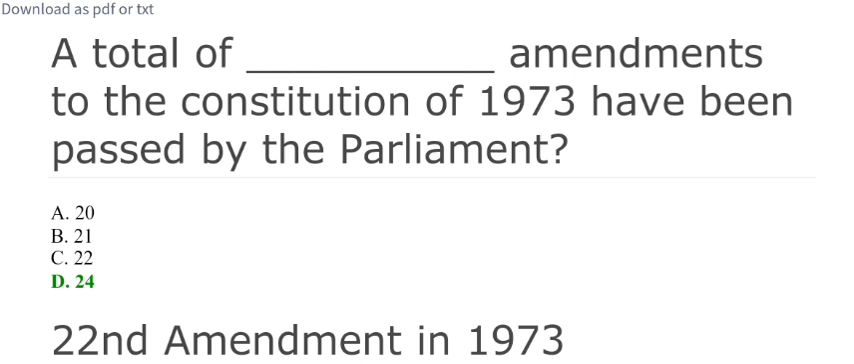 Download as pdf or txt
A total of ____________ amendments
to the constitution of 1973 have been
passed by the Parliament?
A. 20
B. 21
C. 22
D. 24
22nd Amendment in 1973